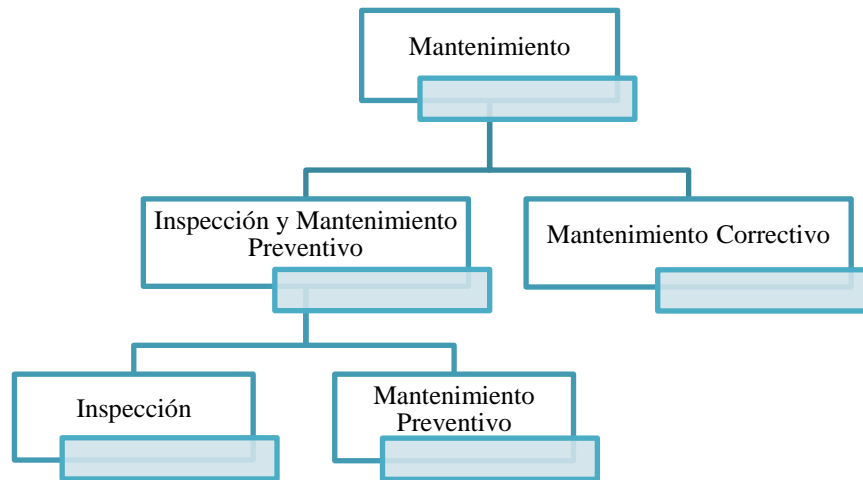 Mantenimiento
Inspección y Mantenimiento
Preventivo
Mantenimiento Correctivo
Inspección
Mantenimiento
Preventivo